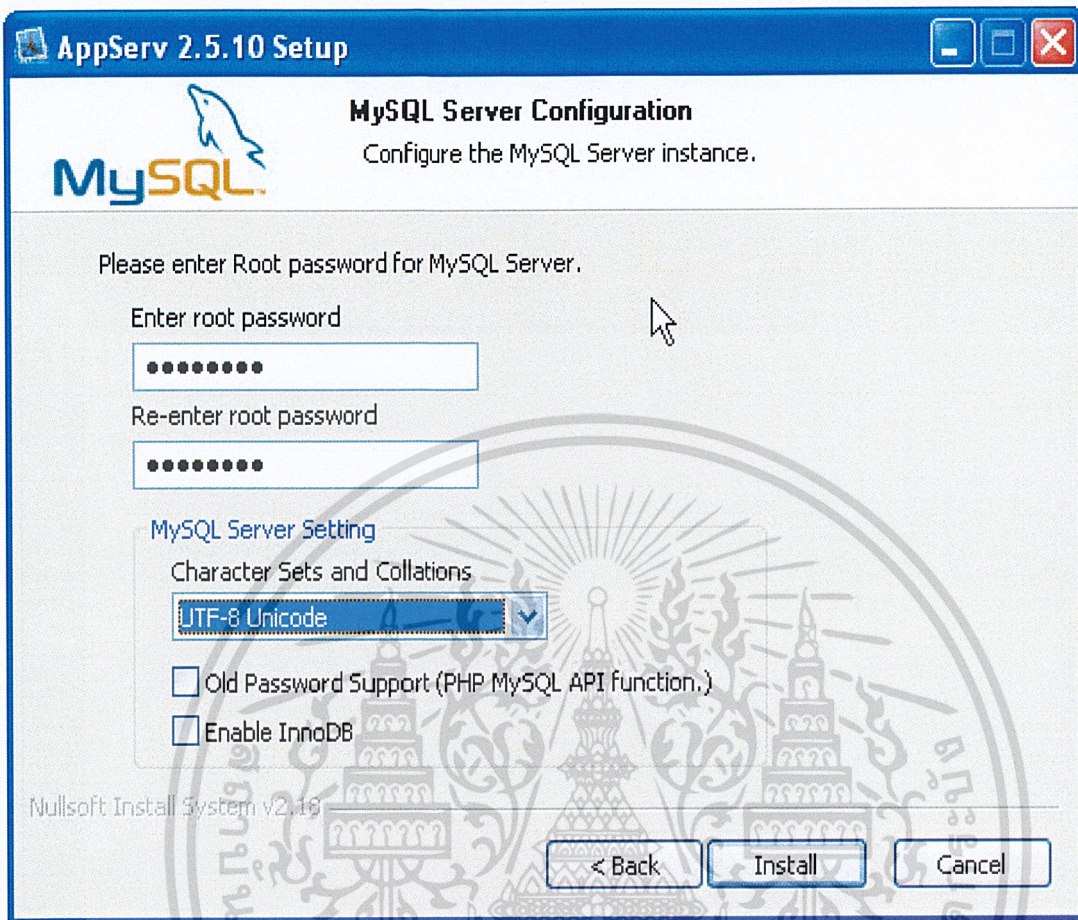 AppServ 2.5.10 Setup
MySQL Server Configuration
Configure the MySQL Server instance.
MySQL
Please enter Root password for MySQL Server.
Enter root password
••••••••
Re-enter root password
••••••••
MySQL Server Setting
Character Sets and Collations
UTF-8 Unicode
Old Password Support (PHP MySQL API function.)
Enable InnoDB
Nullsoft Install System v2.18
< Back
Install
Cancel